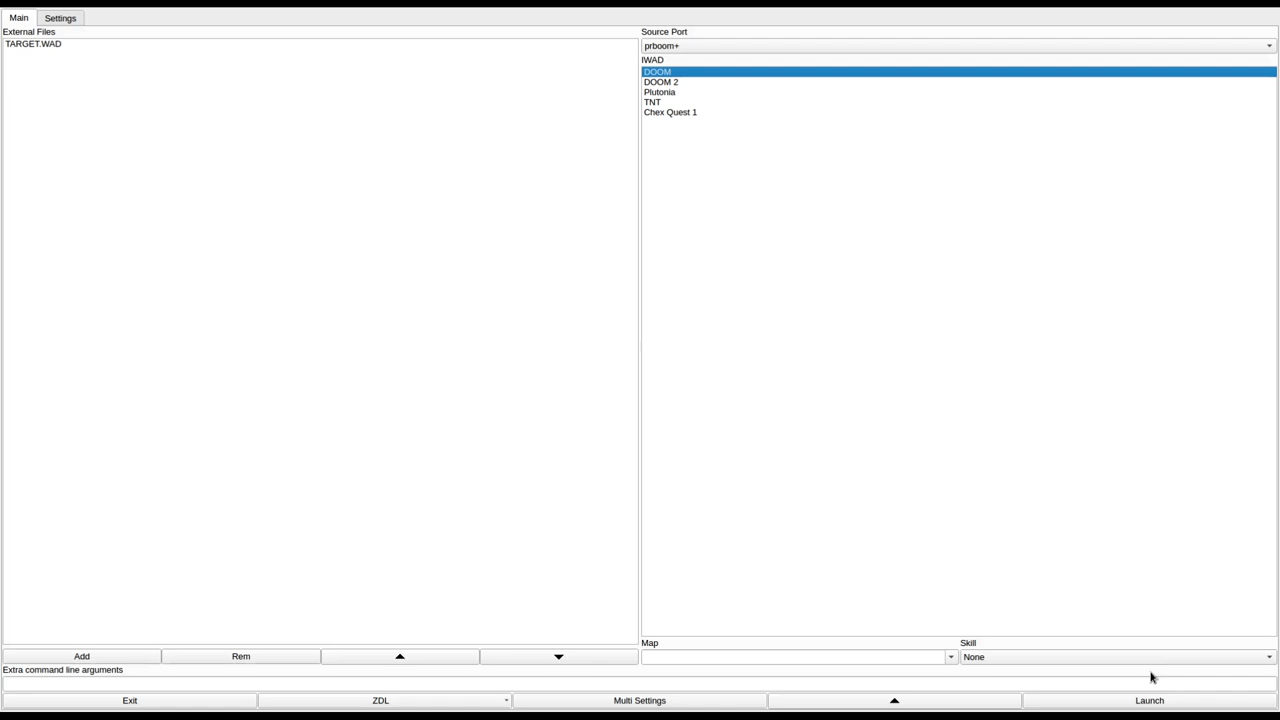 Main Settings
External Files
TARGET.WAD
Source Port
prboom+
IWAD
DOOM
DOOM 2
Plutonia
TNT
Chex Quest 1
Map
Skill
None
Add
Rem
Extra command line arguments
Exit
ZDL
Multi Settings
Launch